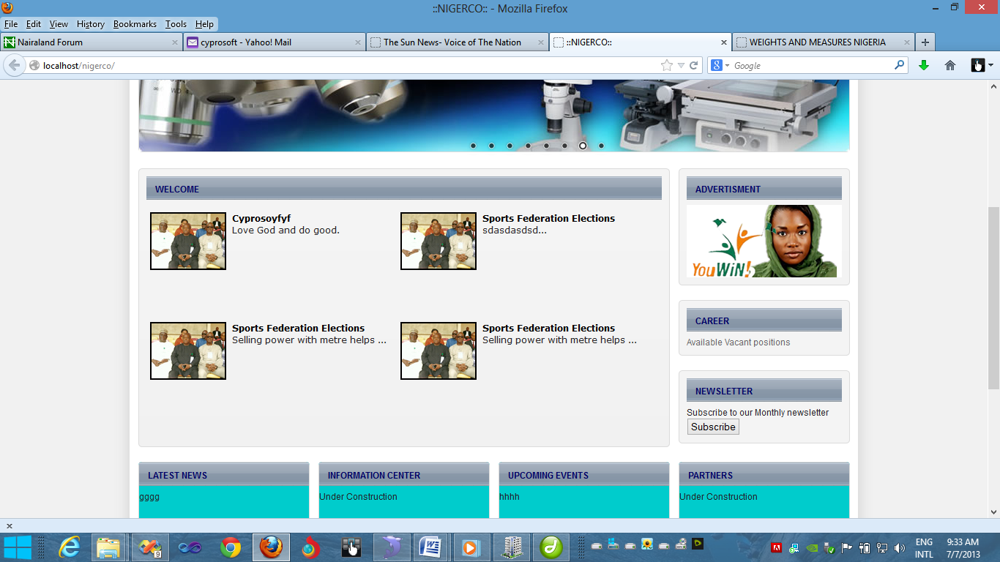 ::NIGERCO:: - Mozilla Firefox
File Edit View History Bookmarks Tools Help
Nairaland Forum
cyprosoft - Yahoo! Mail
The Sun News- Voice of The Nation
::NIGERCO::
WEIGHTS AND MEASURES NIGERIA
localhost/nigerco/
Google
WELCOME
Cyprosoyfyf
Love God and do good.
Sports Federation Elections
sdasdasdsd...
Sports Federation Elections
Selling power with metre helps ...
Sports Federation Elections
Selling power with metre helps ...
ADVERTISMENT
YouWiN!
CAREER
Available Vacant positions
NEWSLETTER
Subscribe to our Monthly newsletter
Subscribe
LATEST NEWS
gggg
INFORMATION CENTER
Under Construction
UPCOMING EVENTS
hhhh
PARTNERS
Under Construction
ENG
INTL
9:33 AM
7/7/2013